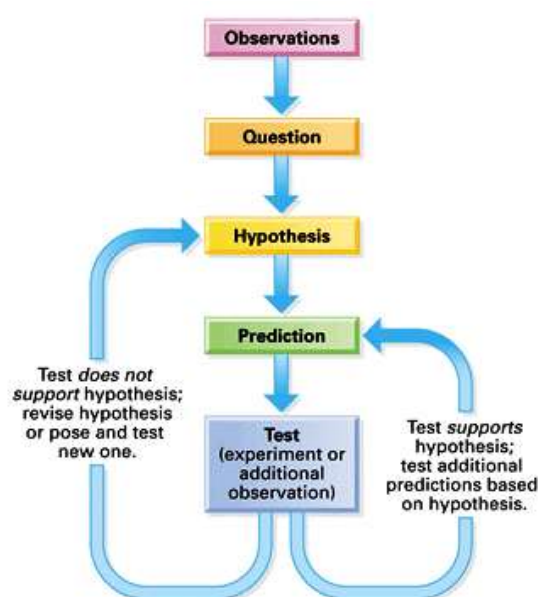 Observations
Question
Hypothesis
Prediction
Test does not
support hypothesis;
revise hypothesis
or pose and test
new one.
Test
(experiment or
additional
observation)
Test supports
hypothesis;
test additional
predictions based
on hypothesis.